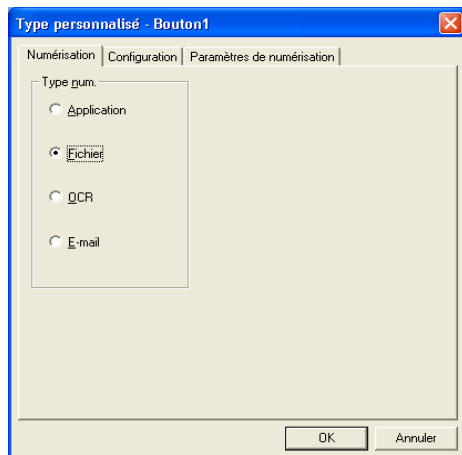 Type personnalisé - Bouton1
Numérisation Configuration Paramètres de numérisation
Type num.
Application
Fichier
OCR
E-mail
OK Annuler